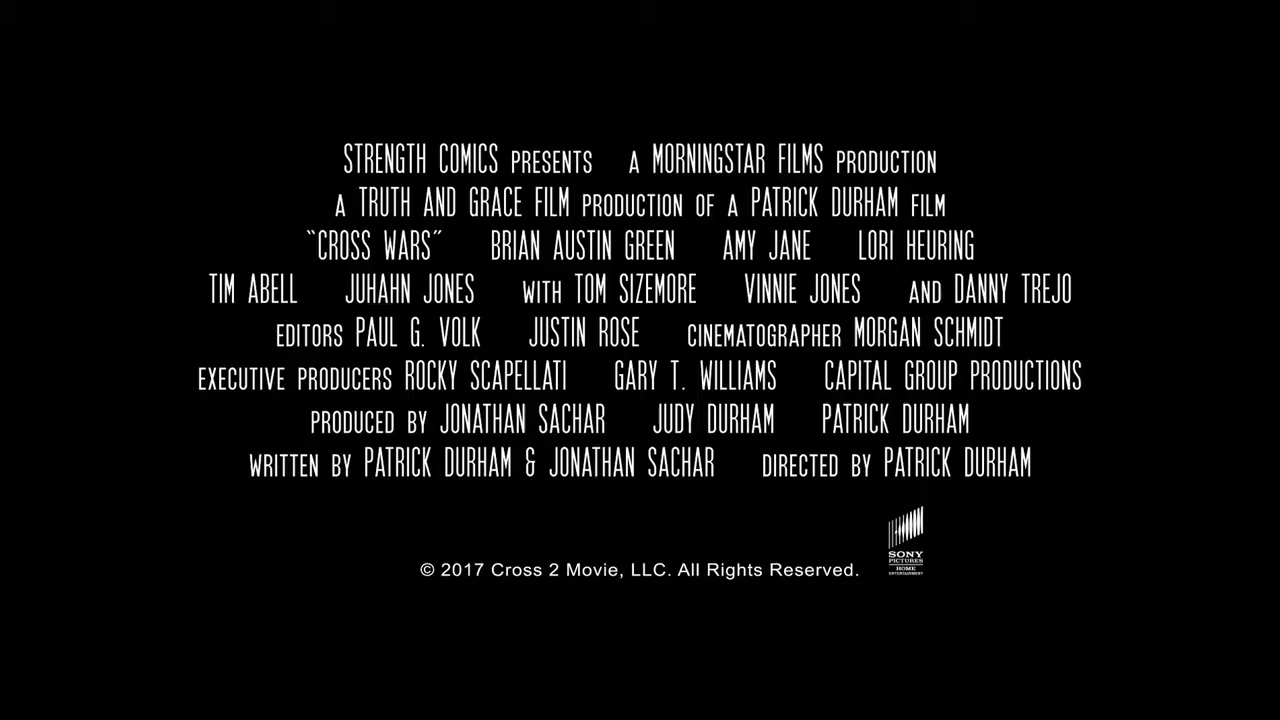 STRENGTH COMICS PRESENTS A MORNINGSTAR FILMS PRODUCTION
A TRUTH AND GRACE FILM PRODUCTION OF A PATRICK DURHAM FILM
"CROSS WARS" BRIAN AUSTIN GREEN AMY JANE LORI HEURING
TIM ABELL JUHAHN JONES WITH TOM SIZEMORE VINNIE JONES AND DANNY TREJO
EDITORS PAUL G. VOLK JUSTIN ROSE CINEMATOGRAPHER MORGAN SCHMIDT
EXECUTIVE PRODUCERS ROCKY SCAPELLATI GARY T. WILLIAMS CAPITAL GROUP PRODUCTIONS
PRODUCED BY JONATHAN SACHAR JUDY DURHAM PATRICK DURHAM
WRITTEN BY PATRICK DURHAM & JONATHAN SACHAR DIRECTED BY PATRICK DURHAM
© 2017 Cross 2 Movie, LLC. All Rights Reserved.
SONY
PICTURES
HOME
ENTERTAINMENT